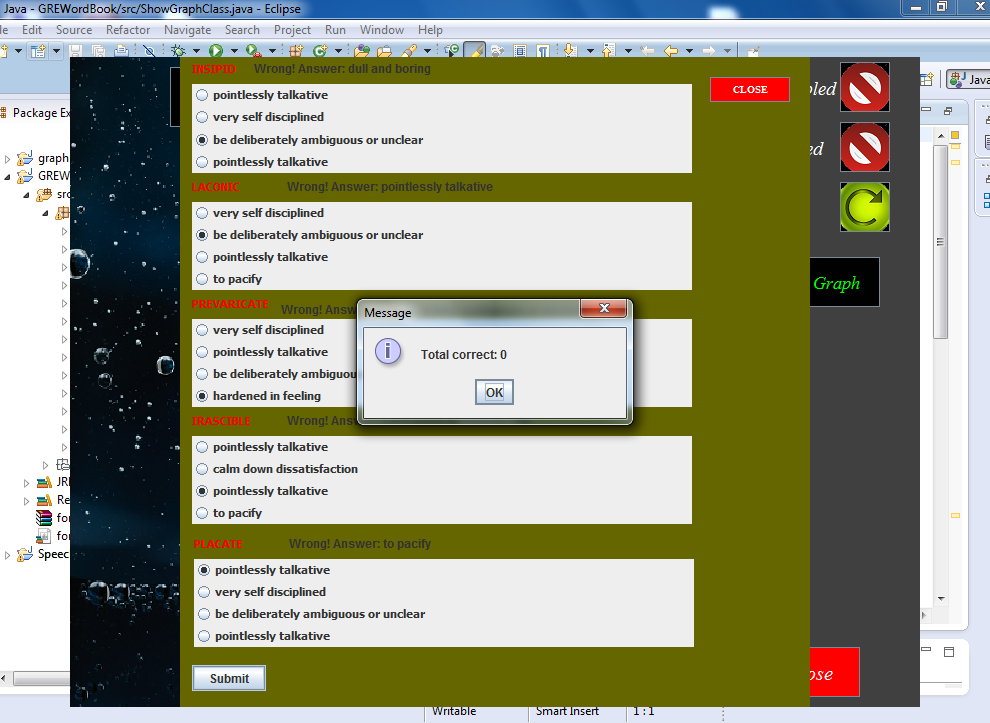 Java - GREWordBook/src/ShowGraphClass.java - Eclipse
Edit Source Refactor Navigate Search Project Run Window Help
Java
Package Ex
graph
GREW
src
JR
Re
for
for
Speec
INSIPID Wrong! Answer: dull and boring
CLOSE
pointlessly talkative
very self disciplined
be deliberately ambiguous or unclear
pointlessly talkative
LACONIC Wrong! Answer: pointlessly talkative
very self disciplined
be deliberately ambiguous or unclear
pointlessly talkative
to pacify
Graph
PREVARICATE Wrong! Answ
very self disciplined
pointlessly talkative
be deliberately ambiguou
hardened in feeling
Message
Total correct: 0
OK
IRASCIBLE Wrong! Ans
pointlessly talkative
calm down dissatisfaction
pointlessly talkative
to pacify
PLACATE Wrong! Answer: to pacify
pointlessly talkative
very self disciplined
be deliberately ambiguous or unclear
pointlessly talkative
Submit
ose
Writable Smart Insert 1 : 1